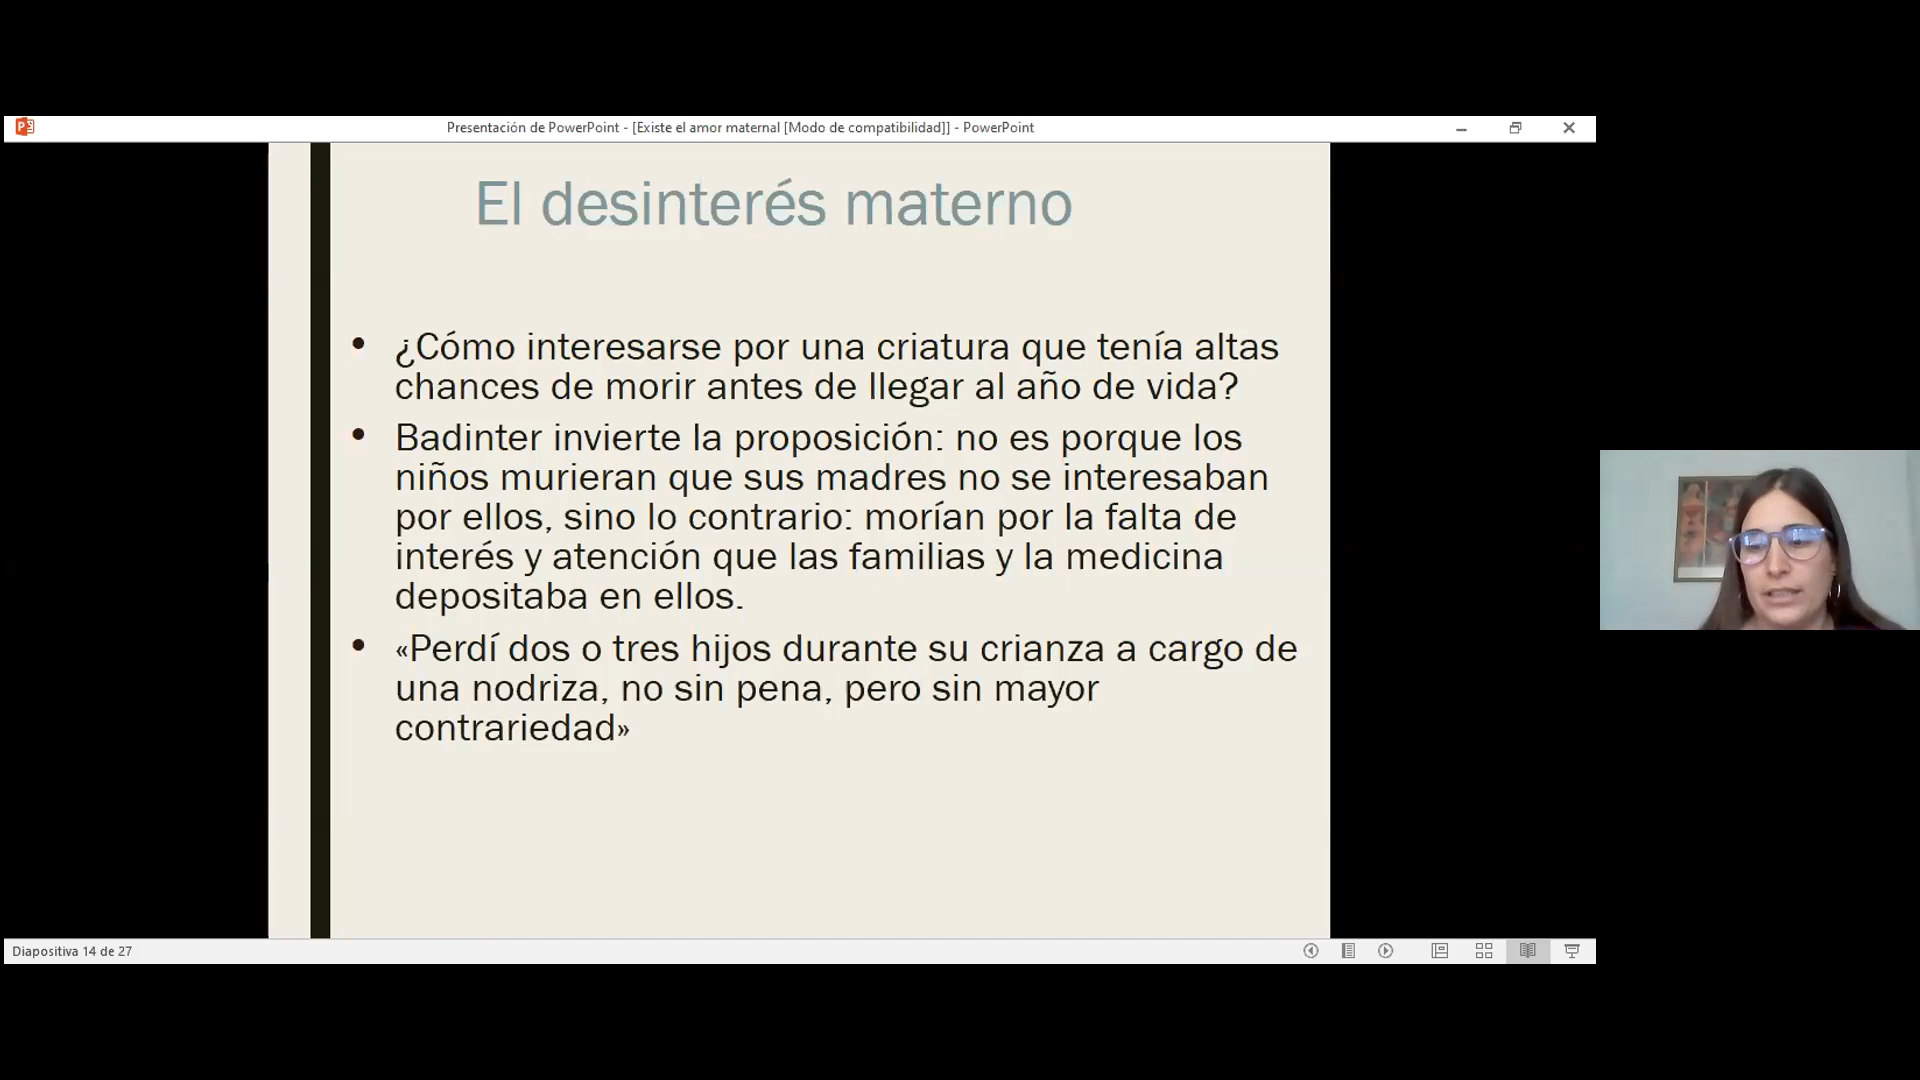 Presentación de PowerPoint - [Existe el amor maternal [Modo de compatibilidad]] - PowerPoint
El desinterés materno
• ¿Cómo interesarse por una criatura que tenía altas
chances de morir antes de llegar al año de vida?
• Badinter invierte la proposición: no es porque los
niños murieran que sus madres no se interesaban
por ellos, sino lo contrario: morían por la falta de
interés y atención que las familias y la medicina
depositaba en ellos.
• «Perdí dos o tres hijos durante su crianza a cargo de
una nodriza, no sin pena, pero sin mayor
contrariedad»
Diapositiva 14 de 27